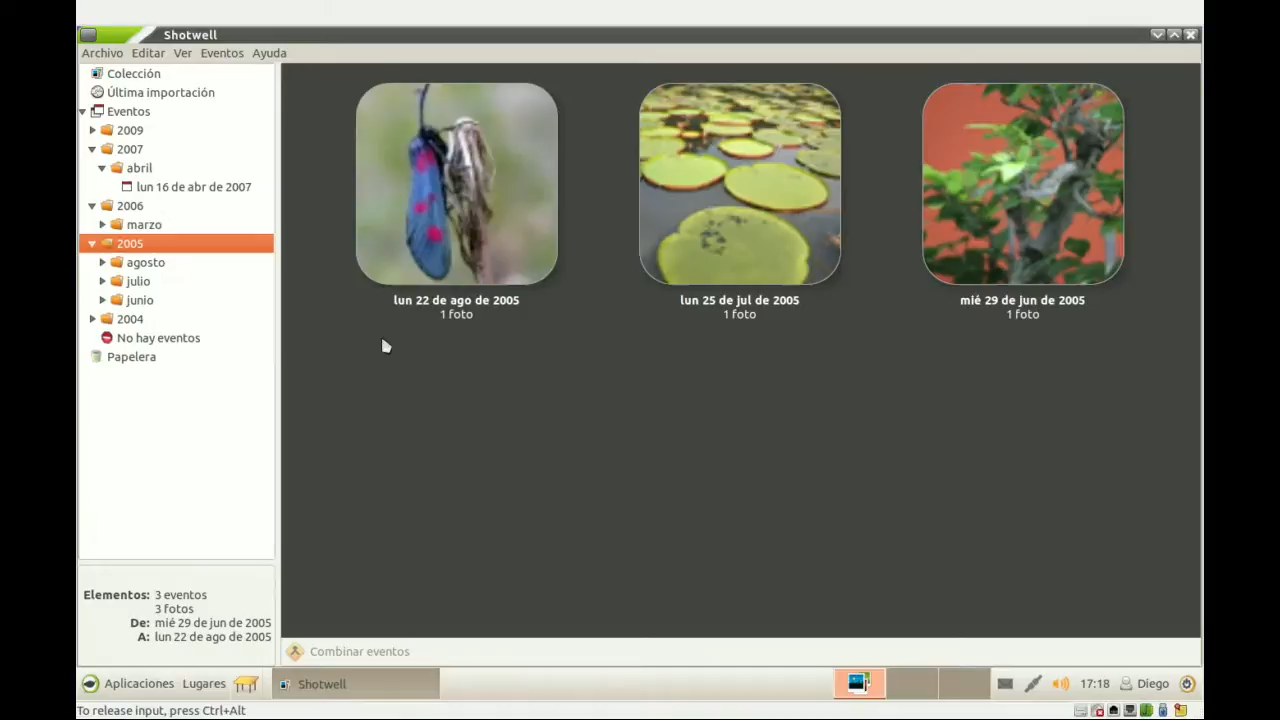 Shotwell
Archivo Editar Ver Eventos Ayuda
Colección
Última importación
Eventos
2009
2007
abril
lun 16 de abr de 2007
2006
marzo
2005
agosto
julio
junio
2004
No hay eventos
Papelera
lun 22 de ago de 2005
1 foto
lun 25 de jul de 2005
1 foto
mié 29 de jun de 2005
1 foto
Elementos: 3 eventos
3 fotos
De: mié 29 de jun de 2005
A: lun 22 de ago de 2005
Combinar eventos
Aplicaciones Lugares Shotwell 17:18 Diego
To release input, press Ctrl+Alt